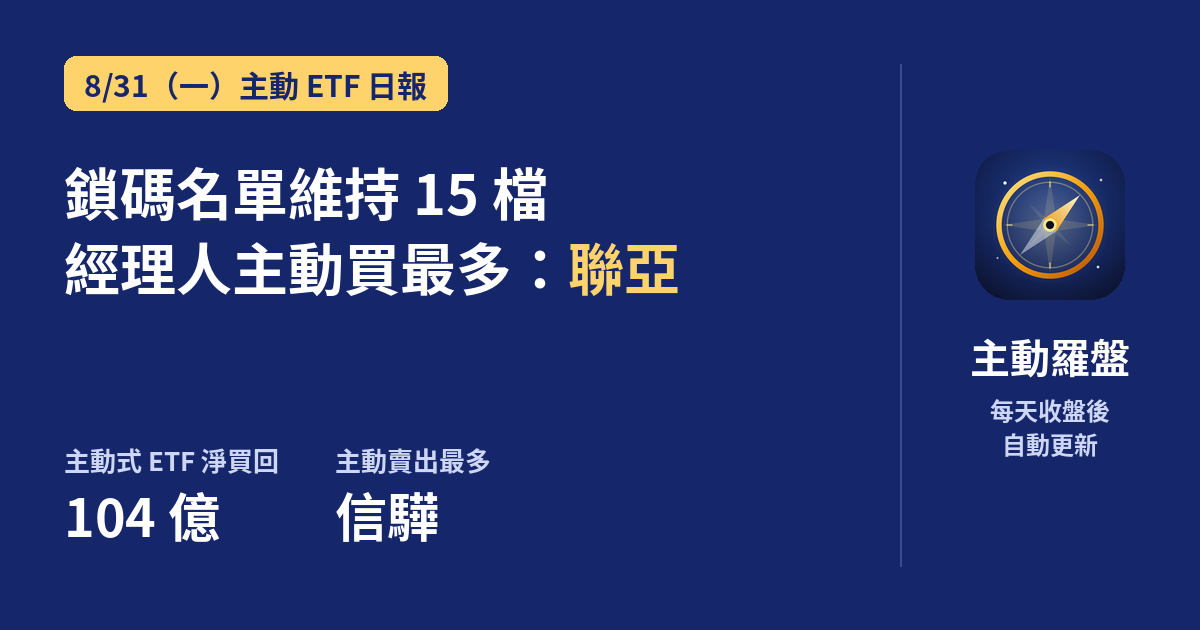 8/31（一）主動 ETF 日報
鎖碼名單維持 15 檔
經理人主動買最多：聯亞
主動式 ETF 淨買回
104 億
主動賣出最多
信驊
主動羅盤
每天收盤後
自動更新